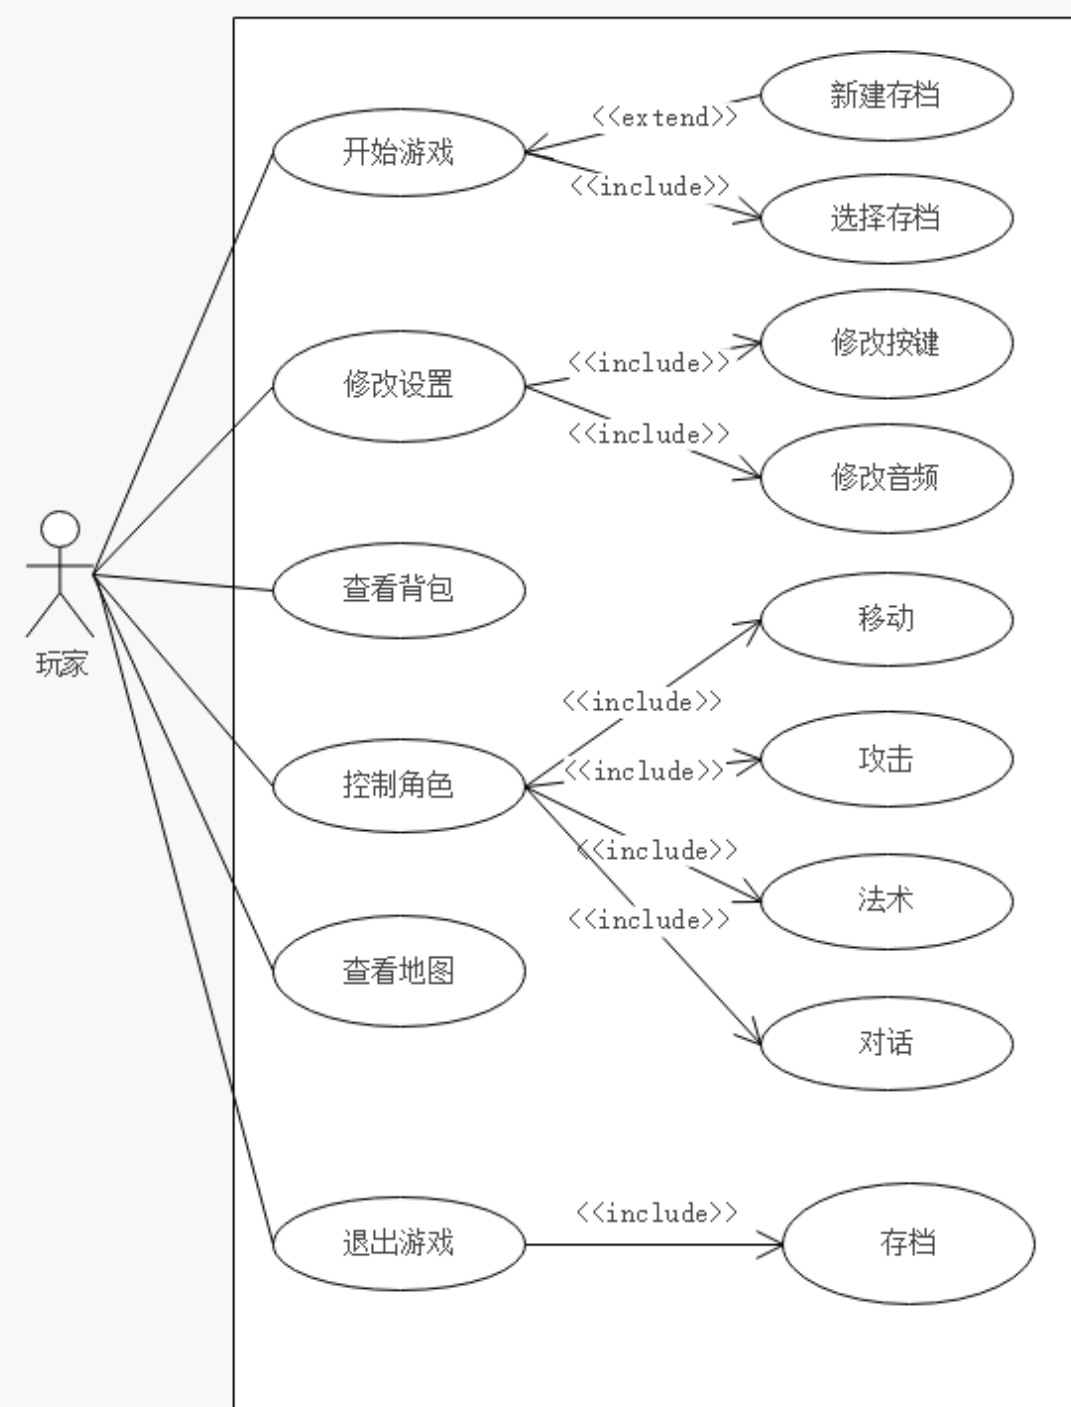 新建存档
<<extend>>
开始游戏
<<include>>
选择存档
修改按键
<<include>>
修改设置
<<include>>
修改音频
查看背包
移动
玩家
<<include>>
攻击
<<include>>
控制角色
<<include>>
法术
<<include>>
查看地图
对话
<<include>>
退出游戏
存档